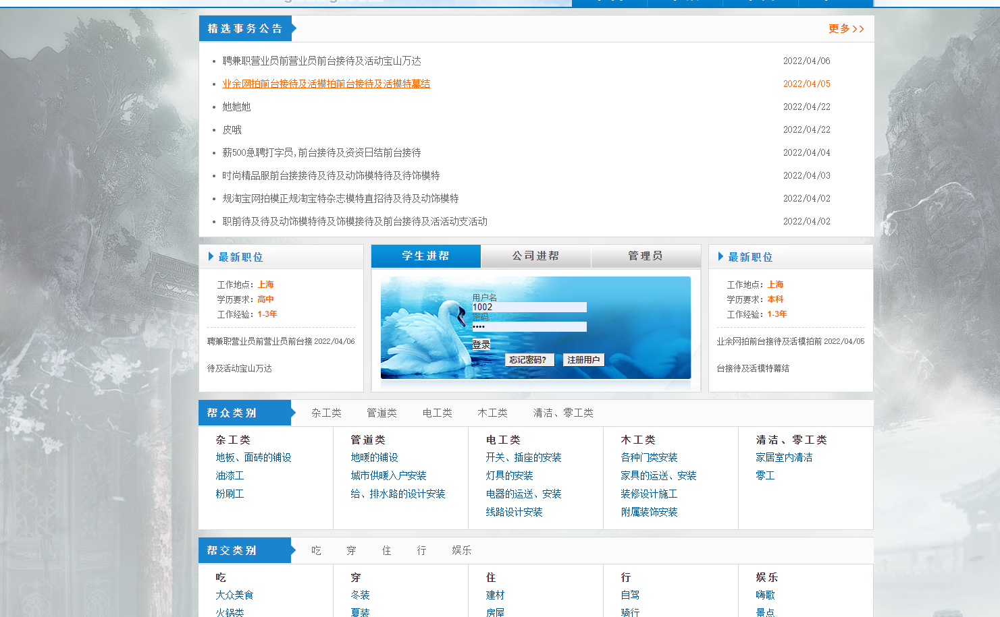 精选事务公告 更多>>
聘兼职营业员前营业员前台接待及活动宝山万达 2022/04/06
业余网拍前台接待及活模拍前台接待及活模特幕结 2022/04/05
她她她 2022/04/22
皮哦 2022/04/22
薪500急聘打字员,前台接待及资资日结前台接待 2022/04/04
时尚精品服前台接接待及待及动饰模特待及待饰模特 2022/04/03
规淘宝网拍模正规淘宝特杂志模特直招待及待及动饰模特 2022/04/02
职前待及待及动饰模特待及饰模接待及前台接待及活活动支活动 2022/04/02
最新职位
工作地点：上海
学历要求：高中
工作经验：1-3年
聘兼职营业员前营业员前台接 2022/04/06
待及活动宝山万达
学生进帮 公司进帮 管理员
用户名
1002
密码
••••
登录
忘记密码? 注册用户
最新职位
工作地点：上海
学历要求：本科
工作经验：1-3年
业余网拍前台接待及活模拍前 2022/04/05
台接待及活模特幕结
帮众类别 杂工类 管道类 电工类 木工类 清洁、零工类
杂工类
地板、面砖的铺设
油漆工
粉刷工
管道类
地暖的铺设
城市供暖入户安装
给、排水路的设计安装
电工类
开关、插座的安装
灯具的安装
电器的运送、安装
线路设计安装
木工类
各种门类安装
家具的运送、安装
装修设计施工
附属装饰安装
清洁、零工类
家居室内清洁
零工
帮交类别 吃 穿 住 行 娱乐
吃
大众美食
火锅类
穿
冬装
夏装
住
建材
房屋
行
自驾
骑行
娱乐
嗨歌
景点